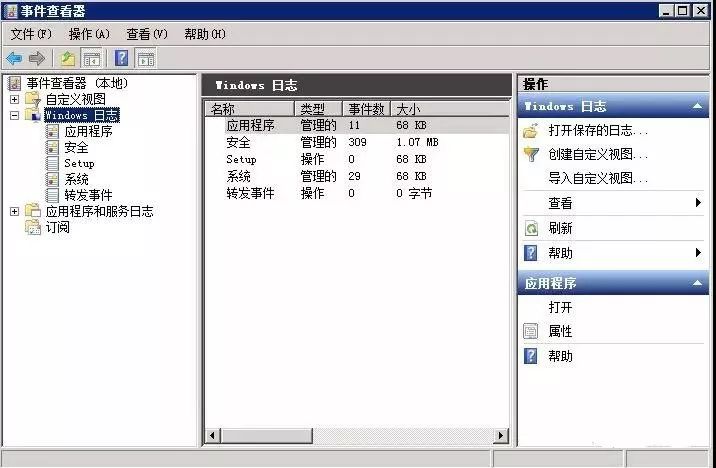 事件查看器
文件(F) 操作(A) 查看(V) 帮助(H)
事件查看器 (本地)
自定义视图
Windows 日志
应用程序
安全
Setup
系统
转发事件
应用程序和服务日志
订阅
Windows 日志
名称 类型 事件数 大小
应用程序 管理的 11 68 KB
安全 管理的 309 1.07 MB
Setup 操作 0 68 KB
系统 管理的 29 68 KB
转发事件 操作 0 0 字节
操作
Windows 日志
打开保存的日志...
创建自定义视图...
导入自定义视图...
查看
刷新
帮助
应用程序
打开
属性
帮助